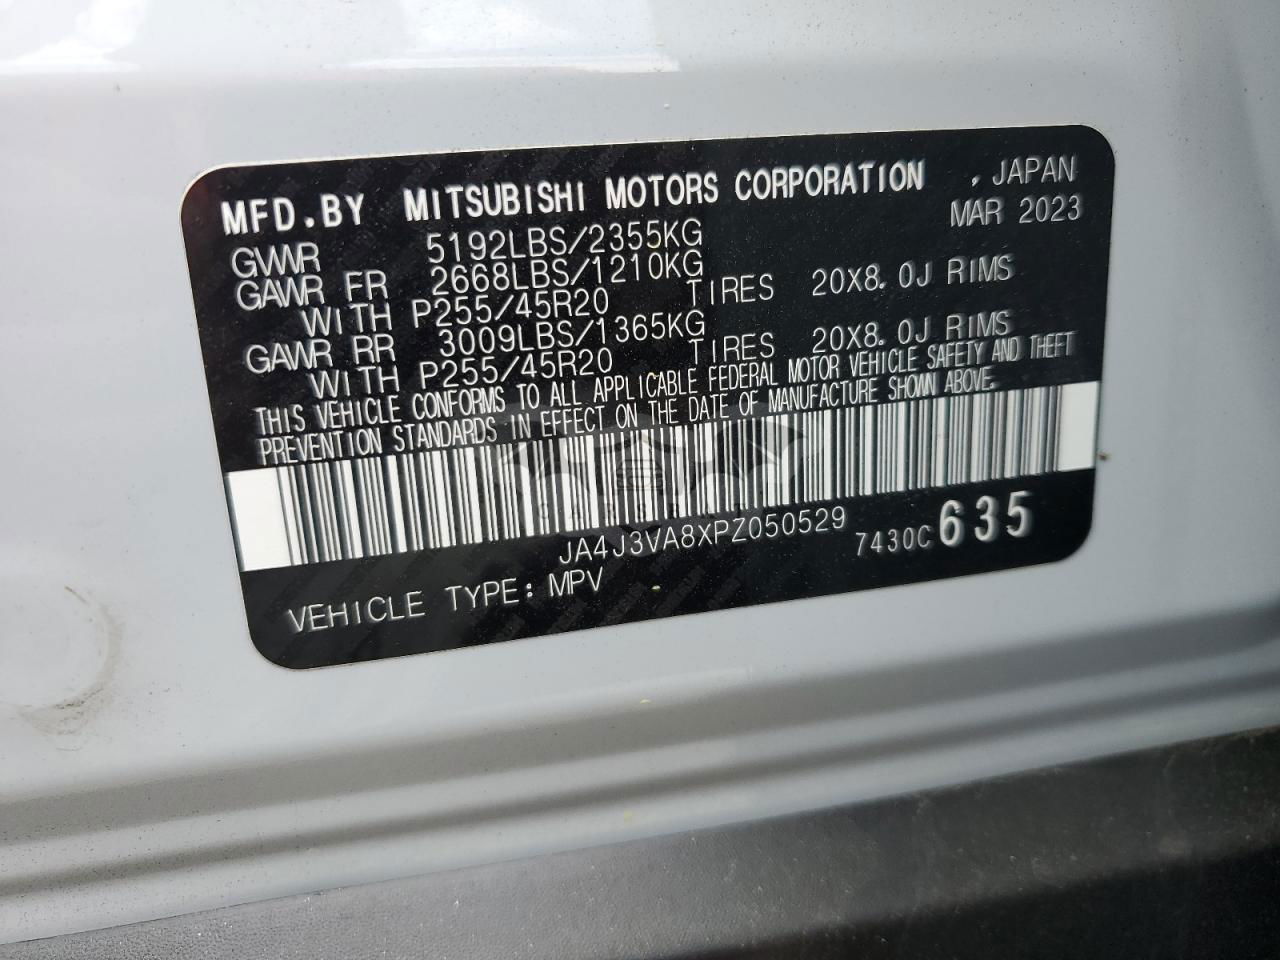 MFD.BY MITSUBISHI MOTORS CORPORATION , JAPAN
MAR 2023
GVWR 5192LBS/2355KG
GAWR FR 2668LBS/1210KG
WITH P255/45R20 TIRES 20X8.0J RIMS
GAWR RR 3009LBS/1365KG
WITH P255/45R20 TIRES 20X8.0J RIMS
THIS VEHICLE CONFORMS TO ALL APPLICABLE FEDERAL MOTOR VEHICLE SAFETY AND THEFT
PREVENTION STANDARDS IN EFFECT ON THE DATE OF MANUFACTURE SHOWN ABOVE.
JA4J3VA8XPZ050529 7430C 635
VEHICLE TYPE: MPV